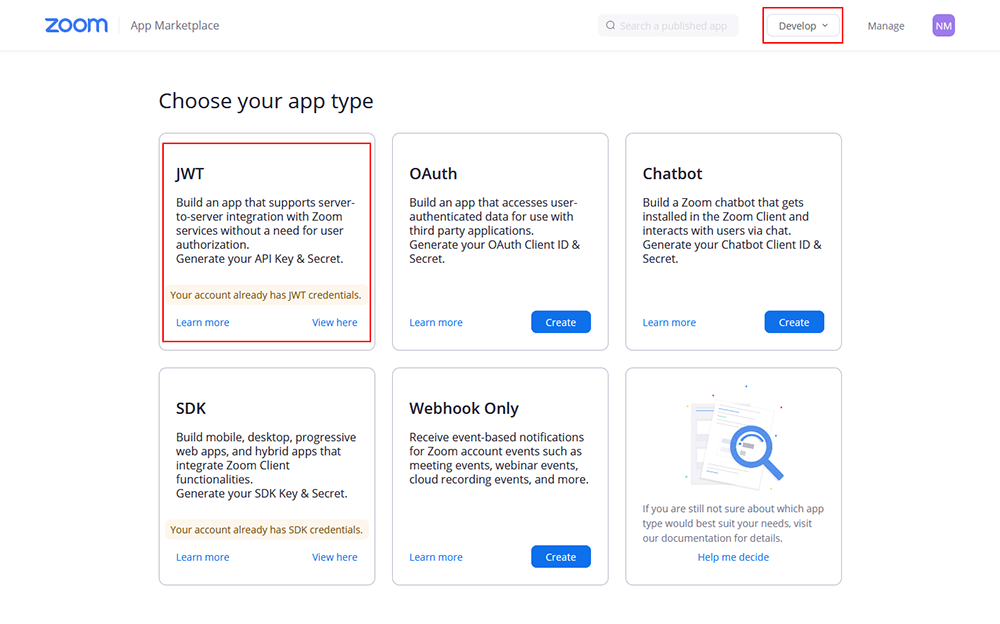 zoom App Marketplace Search a published app Develop Manage NM
Choose your app type
JWT
Build an app that supports server-
to-server integration with Zoom
services without a need for user
authorization.
Generate your API Key & Secret.
Your account already has JWT credentials.
Learn more View here
OAuth
Build an app that accesses user-
authenticated data for use with
third party applications.
Generate your OAuth Client ID &
Secret.
Learn more Create
Chatbot
Build a Zoom chatbot that gets
installed in the Zoom Client and
interacts with users via chat.
Generate your Chatbot Client ID &
Secret.
Learn more Create
SDK
Build mobile, desktop, progressive
web apps, and hybrid apps that
integrate Zoom Client
functionalities.
Generate your SDK Key & Secret.
Your account already has SDK credentials.
Learn more View here
Webhook Only
Receive event-based notifications
for Zoom account events such as
meeting events, webinar events,
cloud recording events, and more.
Learn more Create
If you are still not sure about which app
type would best suit your needs, visit
our documentation for details.
Help me decide